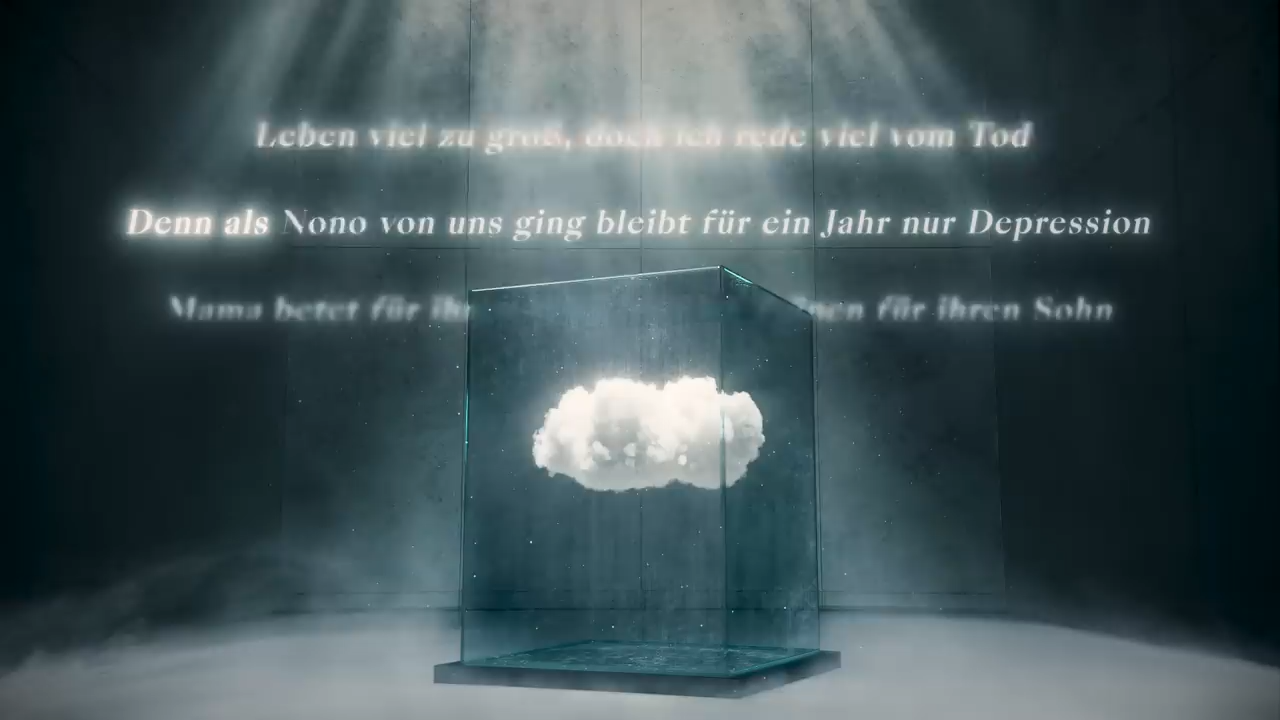 Leben viel zu groß, doch ich rede viel vom Tod
Denn als Nono von uns ging bleibt für ein Jahr nur Depression
Mama betet für ihren Sohn